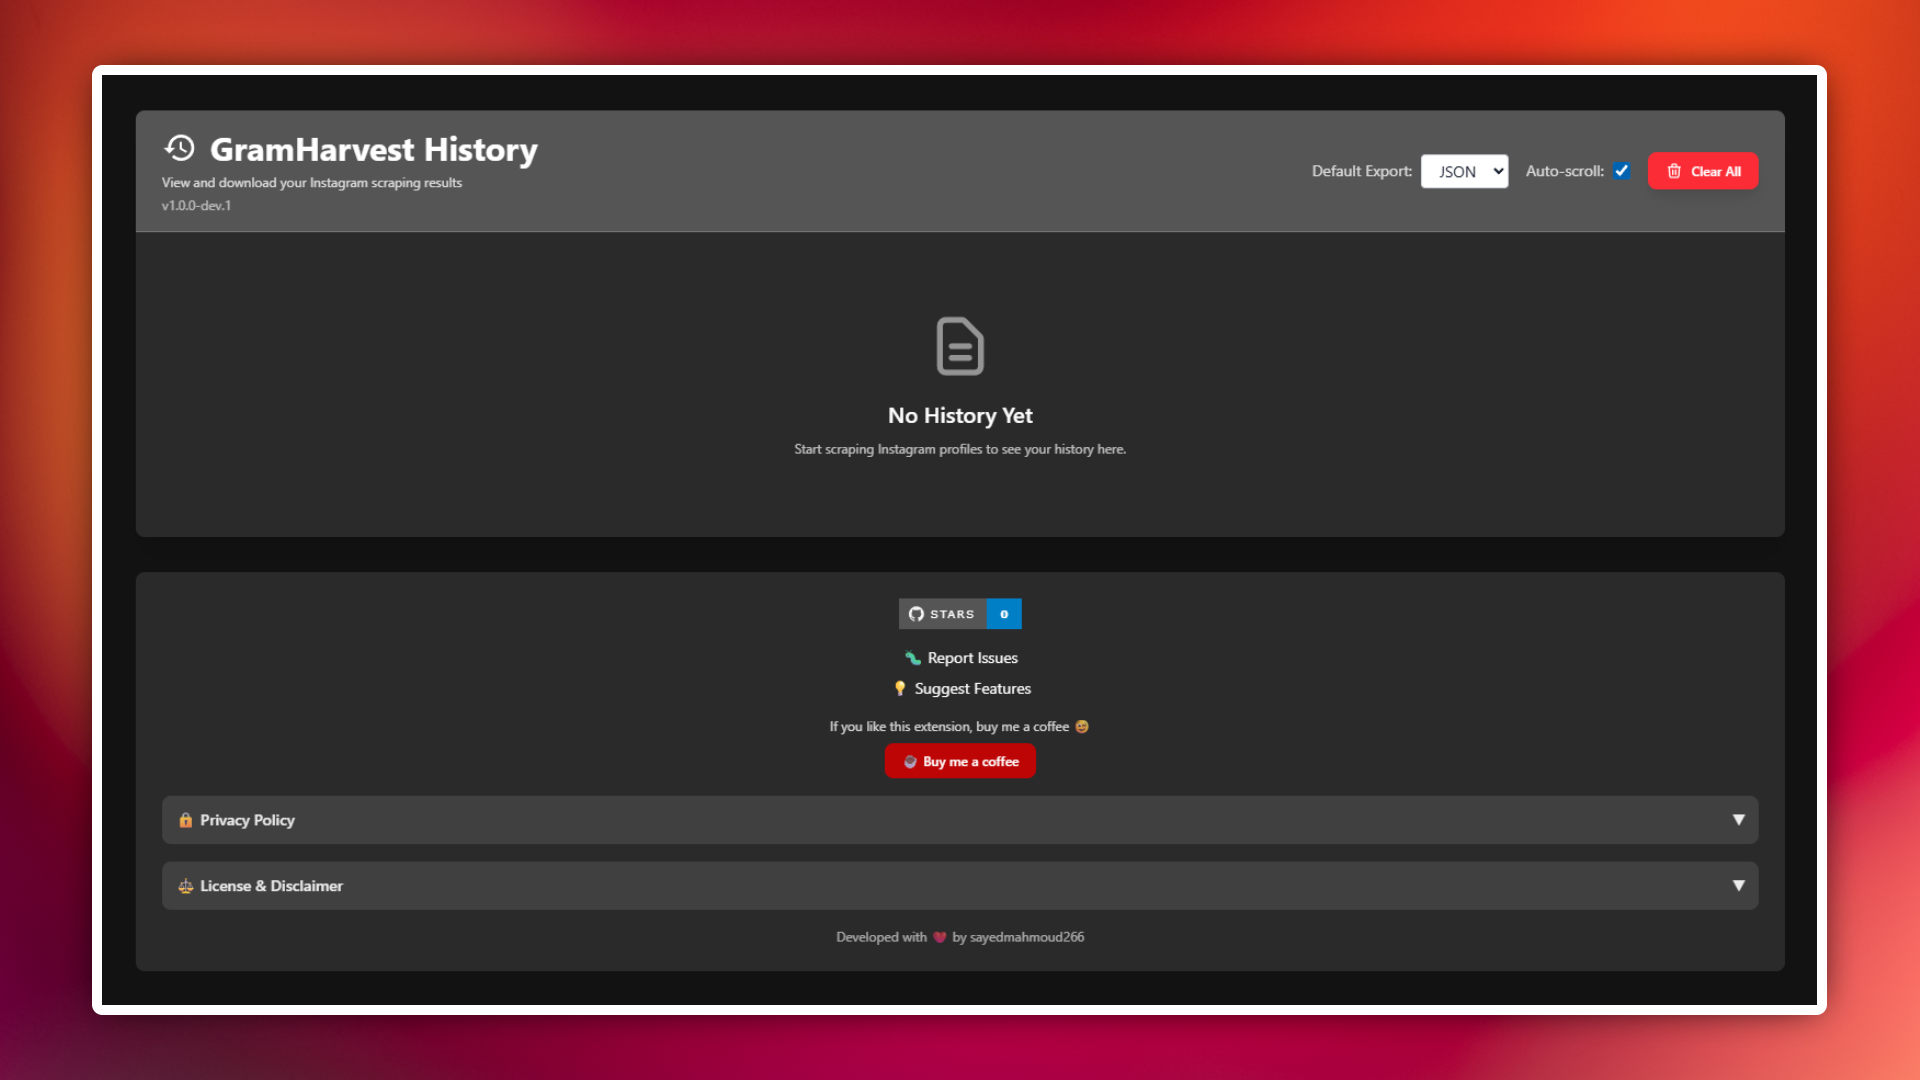 GramHarvest History
View and download your Instagram scraping results
v1.0.0-dev.1
Default Export: JSON Auto-scroll: Clear All
No History Yet
Start scraping Instagram profiles to see your history here.
STARS 0
Report Issues
Suggest Features
If you like this extension, buy me a coffee 😅
Buy me a coffee
Privacy Policy
License & Disclaimer
Developed with ❤️ by sayedmahmoud266